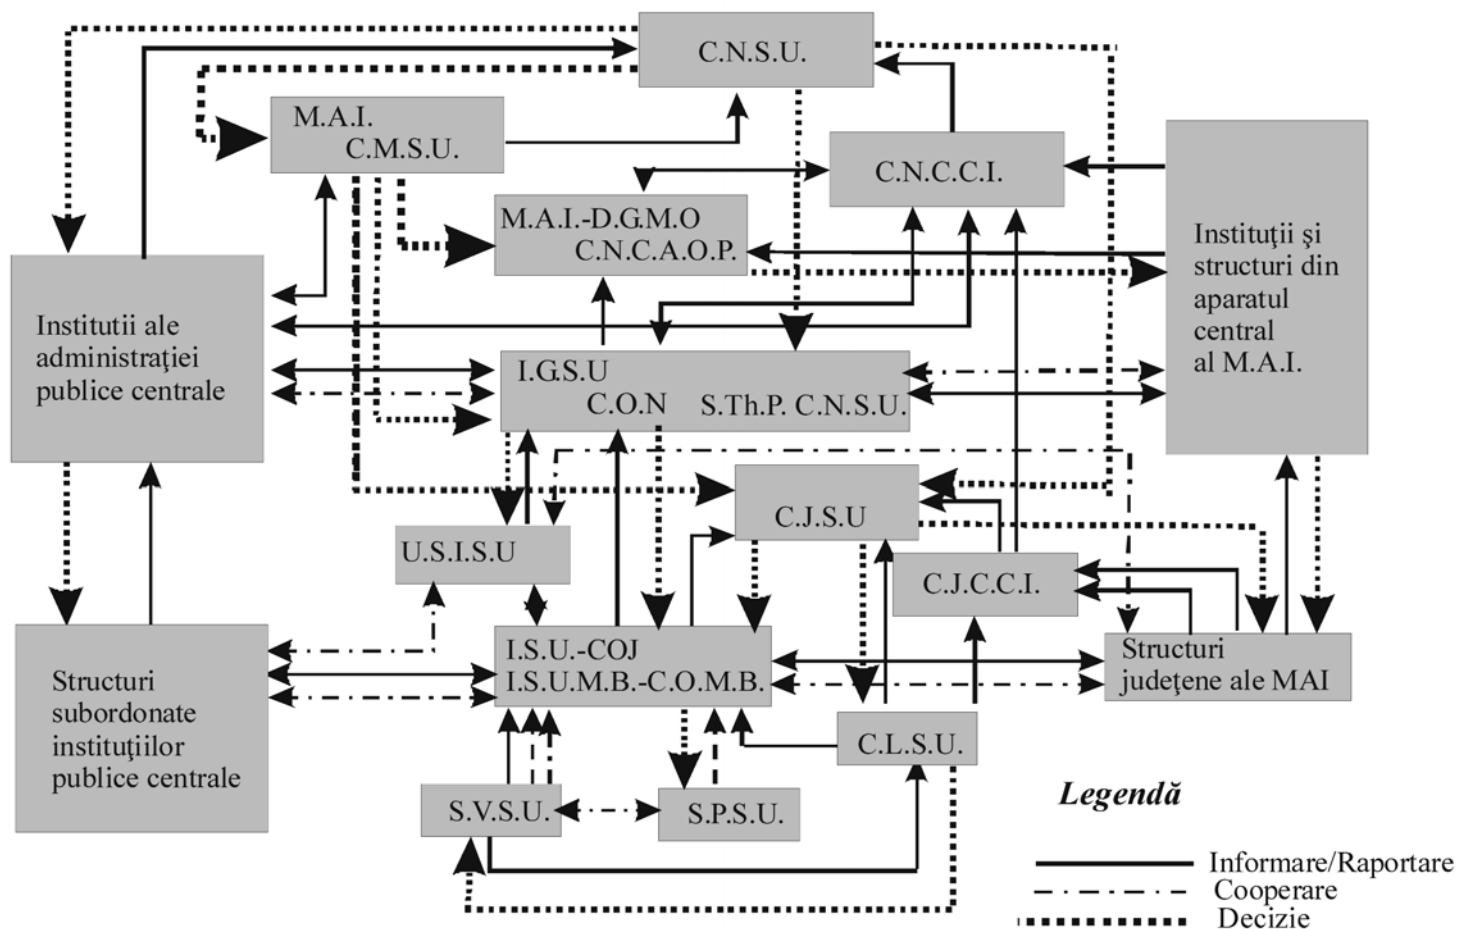 C.N.S.U.
M.A.I.
C.M.S.U.
C.N.C.C.I.
M.A.I.-D.G.M.O
C.N.C.A.O.P.
Instituţii şi
structuri din
aparatul
central
al M.A.I.
Institutii ale
administraţiei
publice centrale
I.G.S.U
C.O.N
S.Th.P. C.N.S.U.
C.J.S.U
U.S.I.S.U
C.J.C.C.I.
I.S.U.-COJ
I.S.U.M.B.-C.O.M.B.
Structuri
judeţene ale MAI
Structuri
subordonate
instituţiilor
publice centrale
C.L.S.U.
S.V.S.U.
S.P.S.U.
Legendă
Informare/Raportare
Cooperare
Decizie